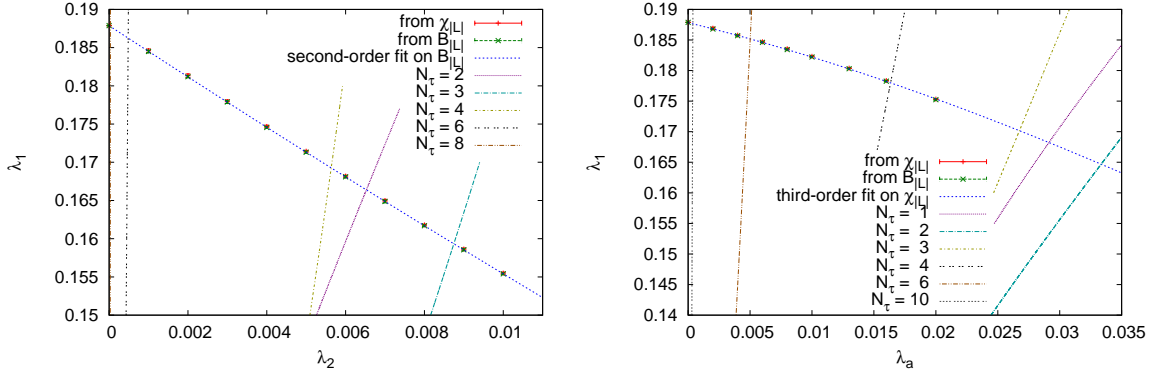 0.19
0.185
0.18
0.175
0.17
0.165
0.16
0.155
0.15
λ1
0 0.002 0.004 0.006 0.008 0.01
λ2
from χ|L|
from B|L|
second-order fit on B|L|
Nτ = 2
Nτ = 3
Nτ = 4
Nτ = 6
Nτ = 8
0.19
0.185
0.18
0.175
0.17
0.165
0.16
0.155
0.15
0.145
0.14
λ1
0 0.005 0.01 0.015 0.02 0.025 0.03 0.035
λa
from χ|L|
from B|L|
third-order fit on χ|L|
Nτ = 1
Nτ = 2
Nτ = 3
Nτ = 4
Nτ = 6
Nτ = 10